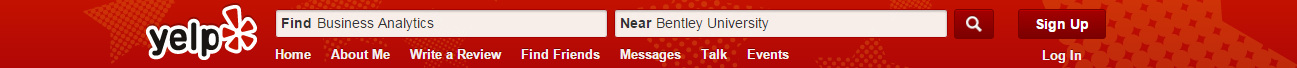 yelp Find Business Analytics Near Bentley University Sign Up
Home About Me Write a Review Find Friends Messages Talk Events Log In